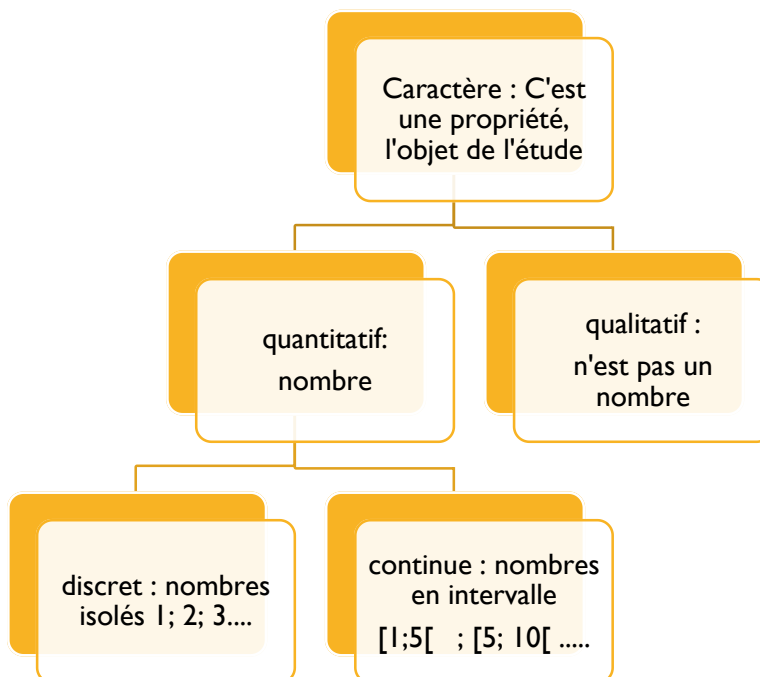 Caractère : C'est
une propriété,
l'objet de l'étude
quantitatif:
nombre
qualitatif :
n'est pas un
nombre
discret : nombres
isolés 1; 2; 3....
continue : nombres
en intervalle
[1;5[ ; [5; 10[ .....